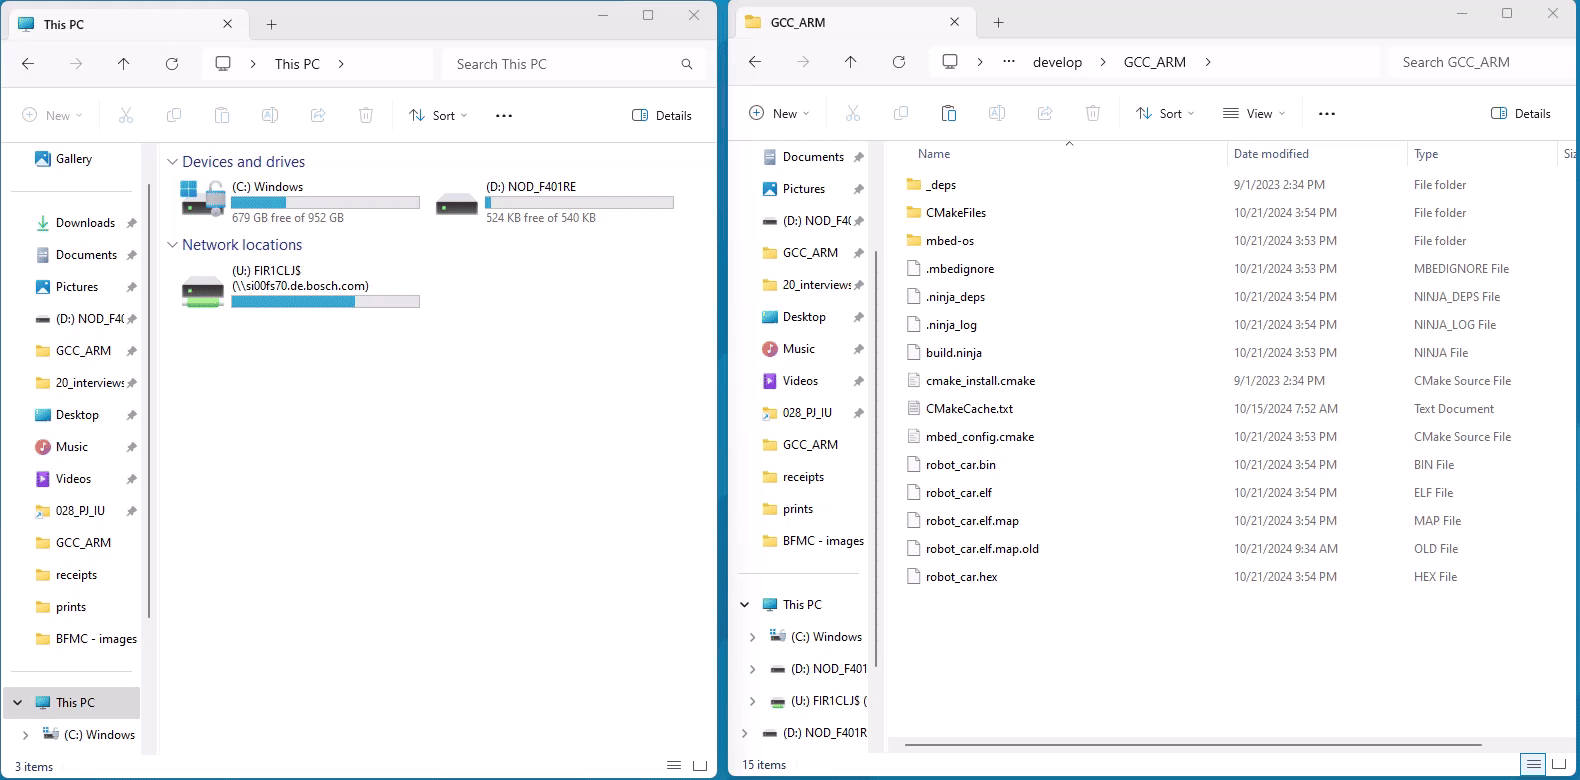 This PC
This PC
Search This PC
New
Sort
Details
Gallery
Downloads
Documents
Pictures
(D:) NOD_F4(
GCC_ARM
20_interviews
Desktop
Music
Videos
028_PJ_IU
GCC_ARM
receipts
prints
BFMC - images
This PC
(C:) Windows
Devices and drives
(C:) Windows
679 GB free of 952 GB
(D:) NOD_F401RE
524 KB free of 540 KB
Network locations
(U:) FIR1CLJ$
(\\si00fs70.de.bosch.com)
3 items
GCC_ARM
develop GCC_ARM
Search GCC_ARM
New
Sort
View
Details
Documents
Pictures
(D:) NOD_F4(
GCC_ARM
20_interviews
Desktop
Music
Videos
028_PJ_IU
GCC_ARM
receipts
prints
BFMC - images
This PC
(C:) Windows
(D:) NOD_F401
(U:) FIR1CLJ$ (
(D:) NOD_F401R
Name Date modified Type Siz
_deps 9/1/2023 2:34 PM File folder
CMakeFiles 10/21/2024 3:54 PM File folder
mbed-os 10/21/2024 3:53 PM File folder
.mbedignore 10/21/2024 3:53 PM MBEDIGNORE File
.ninja_deps 10/21/2024 3:54 PM NINJA_DEPS File
.ninja_log 10/21/2024 3:54 PM NINJA_LOG File
build.ninja 10/21/2024 3:53 PM NINJA File
cmake_install.cmake 9/1/2023 2:34 PM CMake Source File
CMakeCache.txt 10/15/2024 7:52 AM Text Document
mbed_config.cmake 10/21/2024 3:53 PM CMake Source File
robot_car.bin 10/21/2024 3:54 PM BIN File
robot_car.elf 10/21/2024 3:54 PM ELF File
robot_car.elf.map 10/21/2024 3:54 PM MAP File
robot_car.elf.map.old 10/21/2024 9:34 AM OLD File
robot_car.hex 10/21/2024 3:54 PM HEX File
15 items